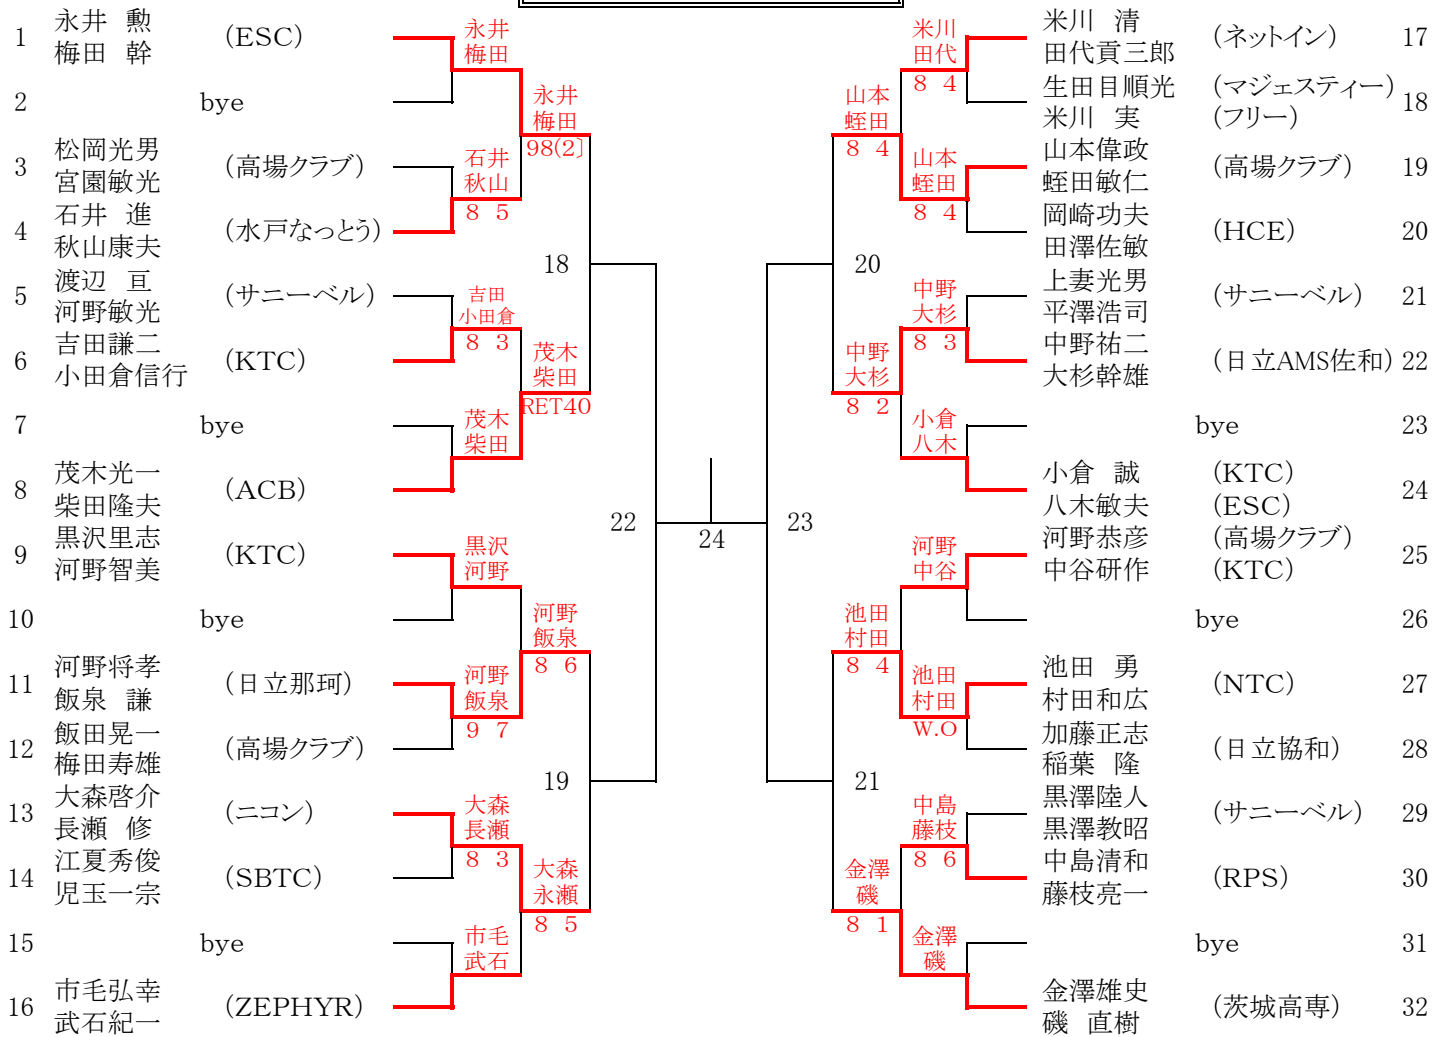 1 永井 勲 (ESC)
梅田 幹
2 bye
3 松岡光男 (高場クラブ)
宮園敏光
4 石井 進 (水戸なっとう)
秋山康夫
5 渡辺 亘 (サニーベル)
河野敏光
6 吉田謙二 (KTC)
小田倉信行
7 bye
8 茂木光一 (ACB)
柴田隆夫
9 黒沢里志 (KTC)
河野智美
10 bye
11 河野将孝 (日立那珂)
飯泉 謙
12 飯田晃一 (高場クラブ)
梅田寿雄
13 大森啓介 (ニコン)
長瀬 修
14 江夏秀俊 (SBTC)
児玉一宗
15 bye
16 市毛弘幸 (ZEPHYR)
武石紀一
永井
梅田
石井
秋山
8 5
吉田
小田倉
8 3
茂木
柴田
黒沢
河野
河野
飯泉
9 7
大森
長瀬
8 3
市毛
武石
永井
梅田
98(2]
茂木
柴田
RET40
河野
飯泉
8 6
大森
永瀬
8 5
18
19
22
24
23
20
21
山本
蛭田
8 4
中野
大杉
8 2
池田
村田
8 4
金澤
磯
8 1
米川
田代
8 4
山本
蛭田
8 4
中野
大杉
8 3
小倉
八木
河野
中谷
池田
村田
W.O
中島
藤枝
8 6
金澤
磯
米川 清 (ネットイン) 17
田代貢三郎
生田目順光 (マジェスティー) 18
米川 実 (フリー)
山本偉政 (高場クラブ) 19
蛭田敏仁
岡崎功夫 (HCE) 20
田澤佐敏
上妻光男 (サニーベル) 21
平澤浩司
中野祐二 (日立AMS佐和) 22
大杉幹雄
bye 23
小倉 誠 (KTC) 24
八木敏夫 (ESC)
河野恭彦 (高場クラブ) 25
中谷研作 (KTC)
bye 26
池田 勇 (NTC) 27
村田和広
加藤正志 (日立協和) 28
稲葉 隆
黒澤陸人 (サニーベル) 29
黒澤教昭
中島清和 (RPS) 30
藤枝亮一
bye 31
金澤雄史 (茨城高専) 32
磯 直樹